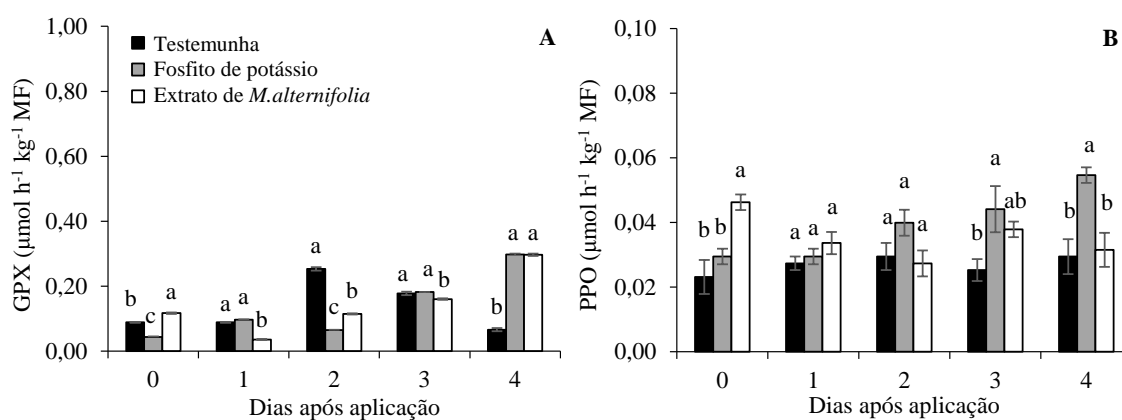 1,00
0,80
0,60
0,40
0,20
0,00
GPX (µmol h-1 kg-1 MF)
A
Testemunha
Fosfito de potássio
Extrato de M.alternifolia
b c a
a a b
a c b
a a b
b a a
0 1 2 3 4
Dias após aplicação
0,10
0,08
0,06
0,04
0,02
0,00
PPO (µmol h-1 kg-1 MF)
B
b b a
a a a
a a a
b a ab
b a b
0 1 2 3 4
Dias após aplicação